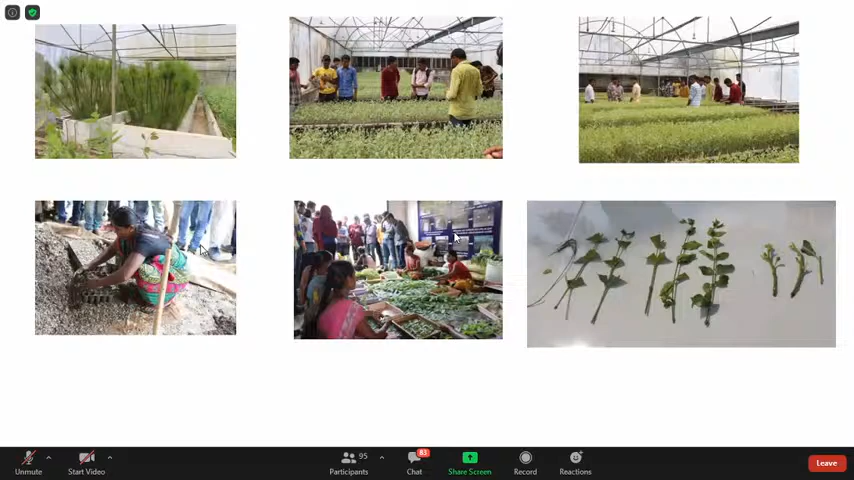 Unmute
Start Video
Participants
95
Chat
83
Share Screen
Record
Reactions
Leave